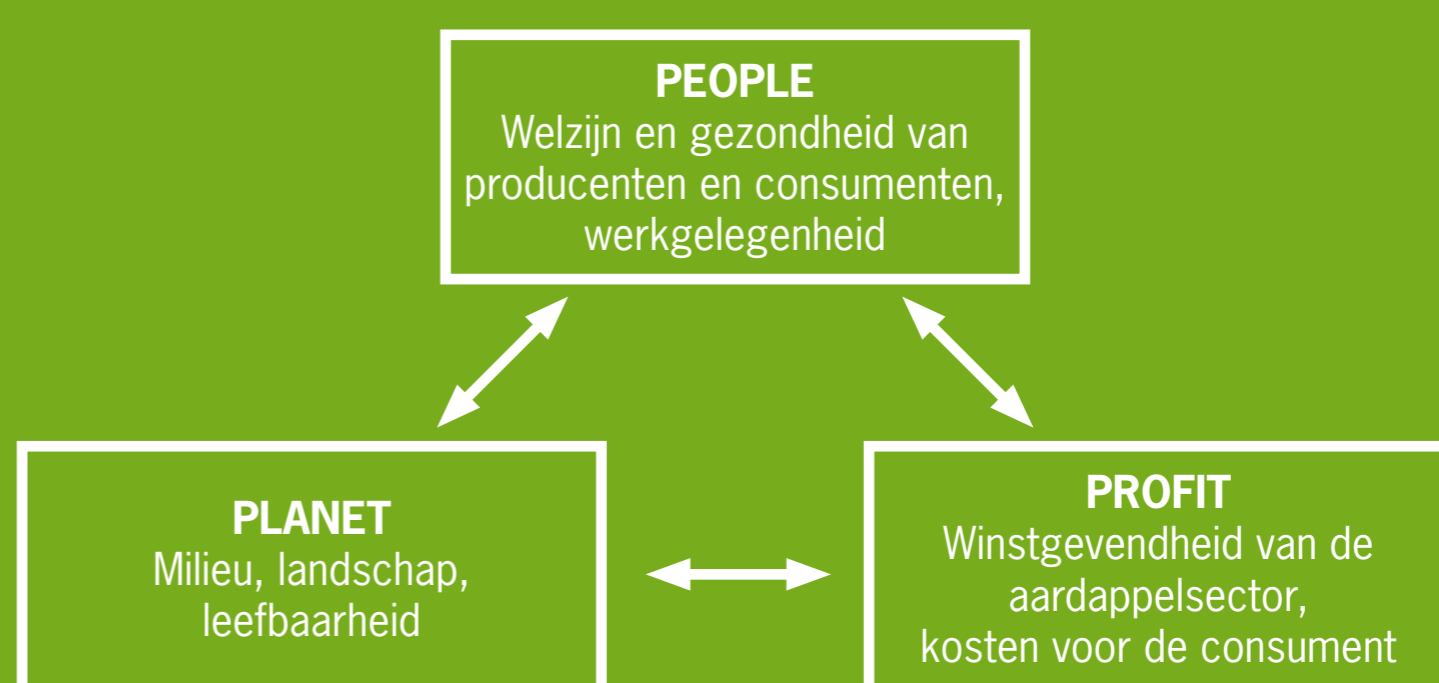 PEOPLE
Welzijn en gezondheid van
producenten en consumenten,
werkgelegenheid
PLANET
Milieu, landschap,
leefbaarheid
PROFIT
Winstgevendheid van de
aardappelsector,
kosten voor de consument